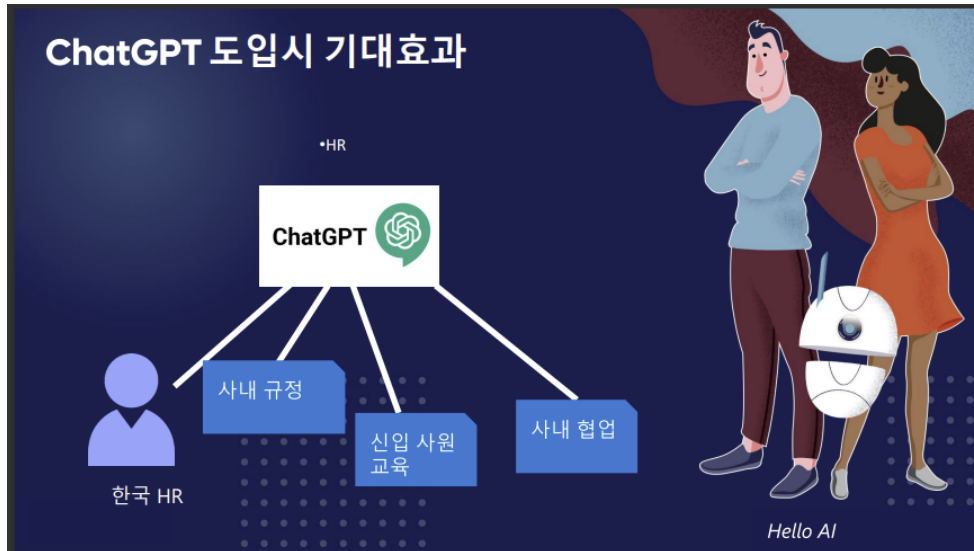 ChatGPT 도입시 기대효과
•HR
ChatGPT
사내 규정
신입 사원
교육
사내 협업
한국 HR
Hello AI